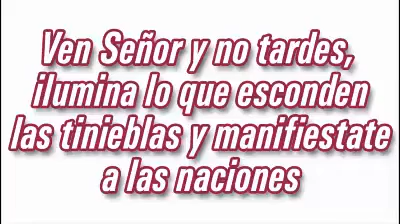 Ven Señor y no tardes,
ilumina lo que esconden
las tinieblas y manifiestate
a las naciones